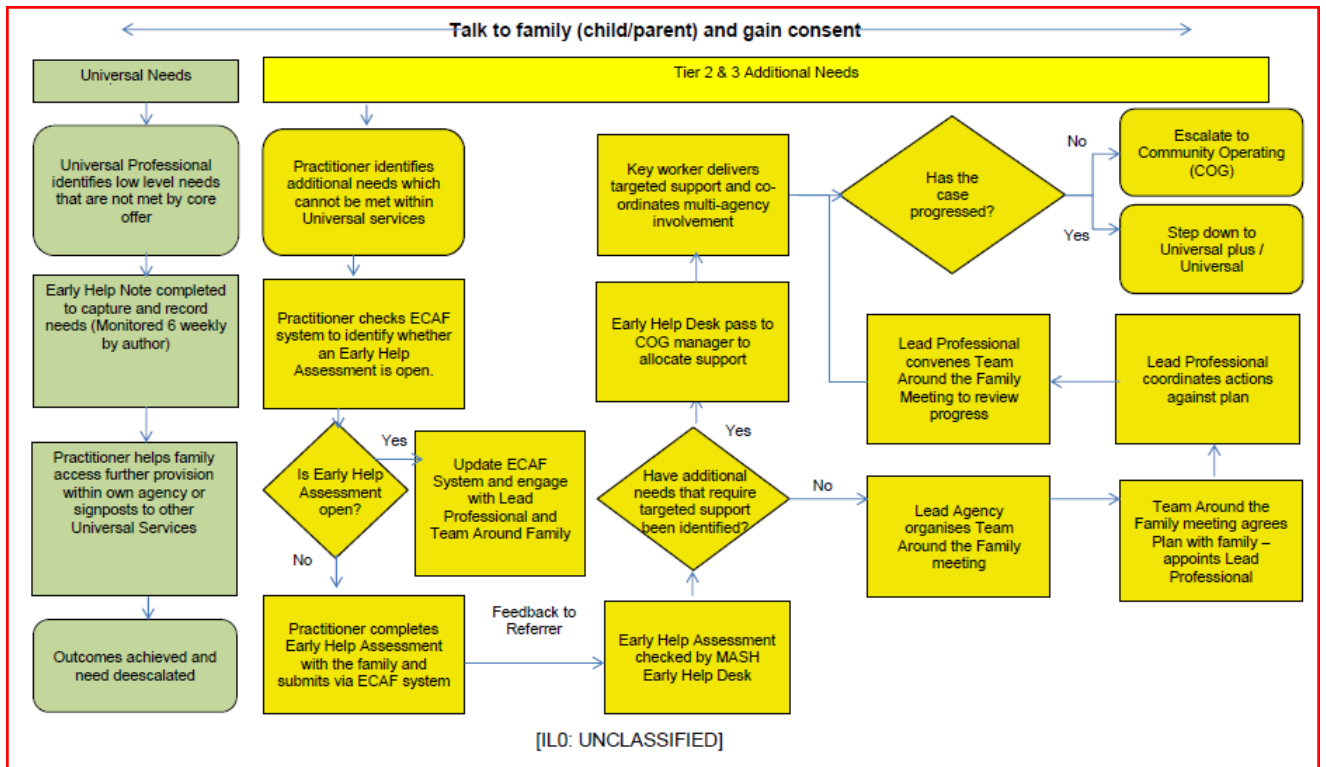 Talk to family (child/parent) and gain consent
Universal Needs
Tier 2 & 3 Additional Needs
Universal Professional
identifies low level needs
that are not met by core
offer
Early Help Note completed
to capture and record
needs (Monitored 6 weekly
by author)
Practitioner helps family
access further provision
within own agency or
signposts to other
Universal Services
Outcomes achieved and
need deescalated
Practitioner identifies
additional needs which
cannot be met within
Universal services
Practitioner checks ECAF
system to identify whether
an Early Help
Assessment is open.
Is Early Help
Assessment
open?
Yes
Update ECAF
System and engage
with Lead
Professional and
Team Around Family
No
Practitioner completes
Early Help Assessment
with the family and
submits via ECAF system
Feedback to
Referrer
Early Help Assessment
checked by MASH
Early Help Desk
Have additional
needs that require
targeted support
been identified?
Yes
Early Help Desk pass to
COG manager to
allocate support
Key worker delivers
targeted support and co-
ordinates multi-agency
involvement
No
Lead Agency
organises Team
Around the Family
meeting
Team Around the
Family meeting agrees
Plan with family –
appoints Lead
Professional
Lead Professional
coordinates actions
against plan
Lead Professional
convenes Team
Around the Family
Meeting to review
progress
Has the
case
progressed?
No
Escalate to
Community Operating
(COG)
Yes
Step down to
Universal plus /
Universal
[IL0: UNCLASSIFIED]